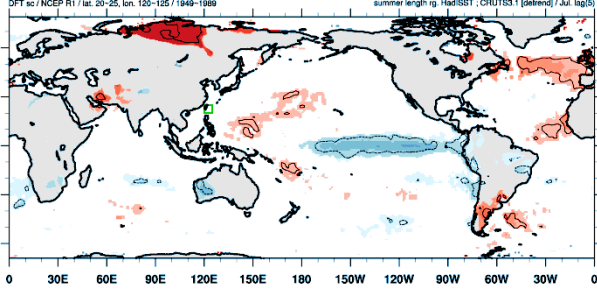 DFT sc / NCEP R1 / lat. 20-25, lon. 120-125 / 1949-1989
summer length rg. HadISST ; CRUTS3.1 [detrend] / Jul. lag(5)
0 30E 60E 90E 120E 150E 180 150W 120W 90W 60W 30W 0